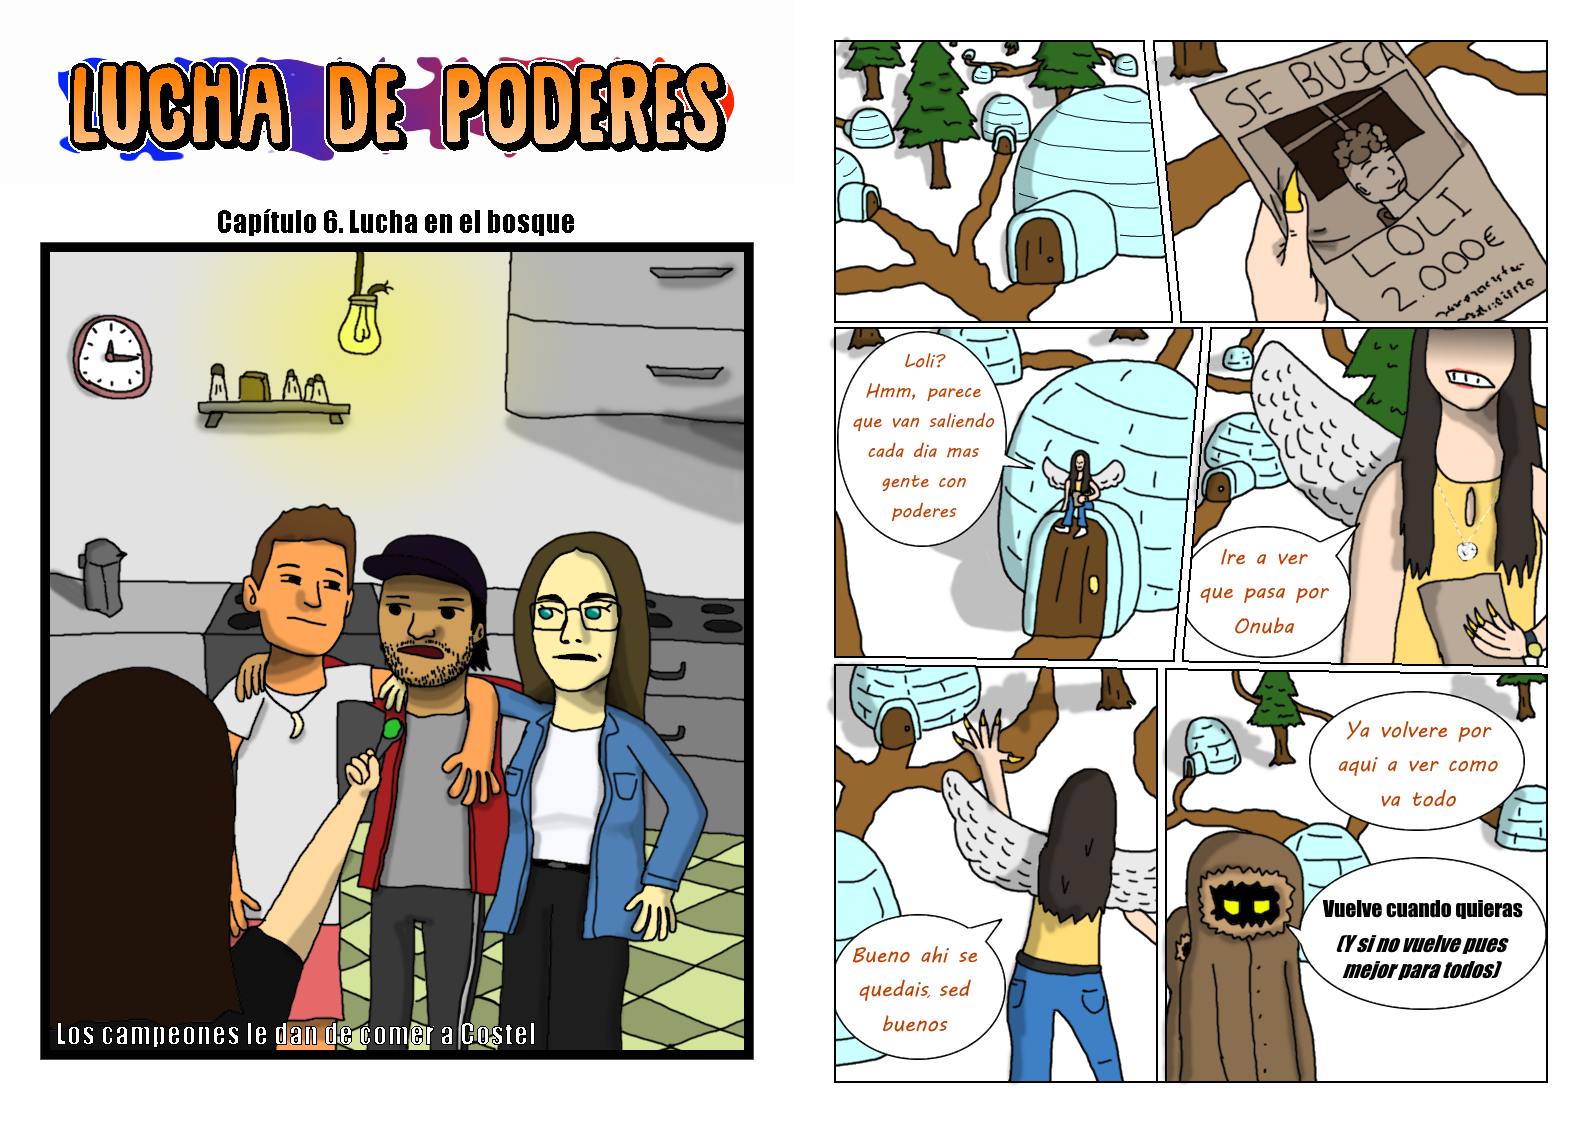 LUCHA DE PODERES
Capítulo 6. Lucha en el bosque
Los campeones le dan de comer a Costel
SE BUSCA
LOLI
2.000€
Loli?
Hmm, parece
que van saliendo
cada dia mas
gente con
poderes
Ire a ver
que pasa por
Onuba
Bueno ahi se
quedais, sed
buenos
Ya volvere por
aqui a ver como
va todo
Vuelve cuando quieras
(Y si no vuelve pues
mejor para todos)